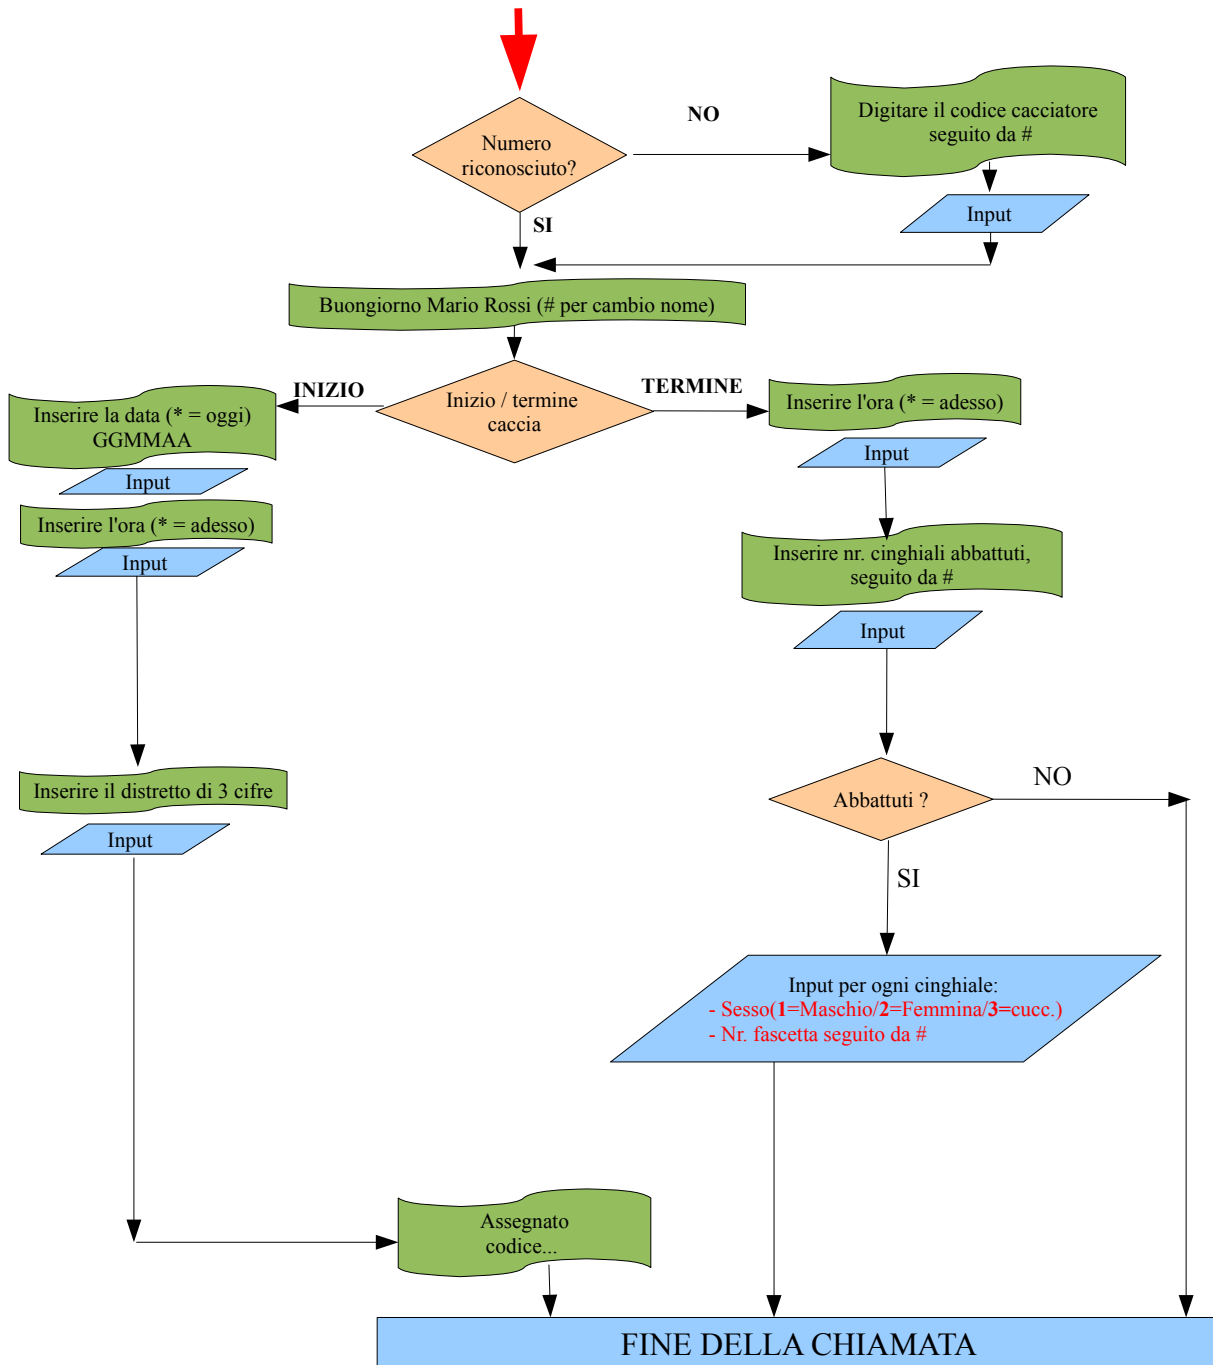 Numero
riconosciuto?
NO
Digitare il codice cacciatore
seguito da #
Input
SI
Buongiorno Mario Rossi (# per cambio nome)
Inizio / termine
caccia
INIZIO
Inserire la data (* = oggi)
GGMMAA
Input
Inserire l'ora (* = adesso)
Input
Inserire il distretto di 3 cifre
Input
Assegnato
codice...
TERMINE
Inserire l'ora (* = adesso)
Input
Inserire nr. cinghiali abbattuti,
seguito da #
Input
Abbattuti ?
NO
SI
Input per ogni cinghiale:
- Sesso(1=Maschio/2=Femmina/3=cucc.)
- Nr. fascetta seguito da #
FINE DELLA CHIAMATA